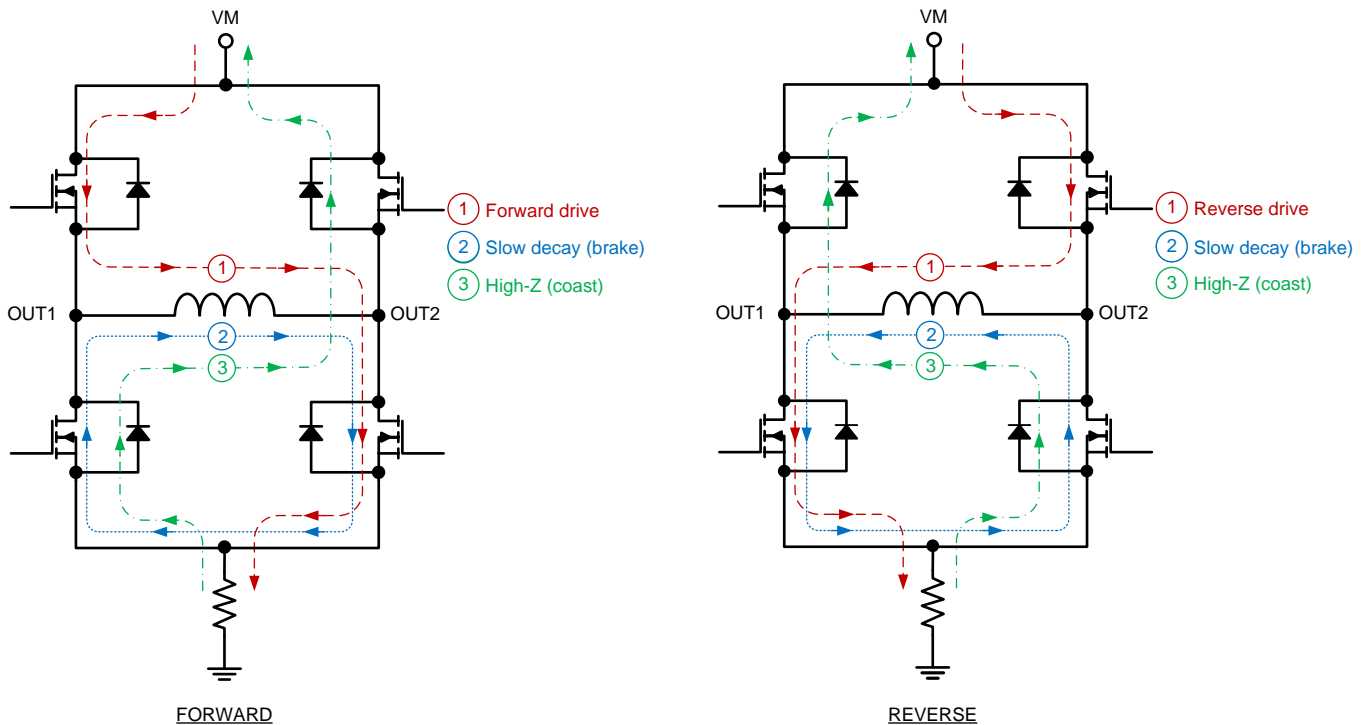 VM
1 Forward drive
2 Slow decay (brake)
3 High-Z (coast)
1
OUT1
OUT2
2
3
FORWARD
VM
1 Reverse drive
2 Slow decay (brake)
3 High-Z (coast)
1
OUT1
OUT2
2
3
REVERSE